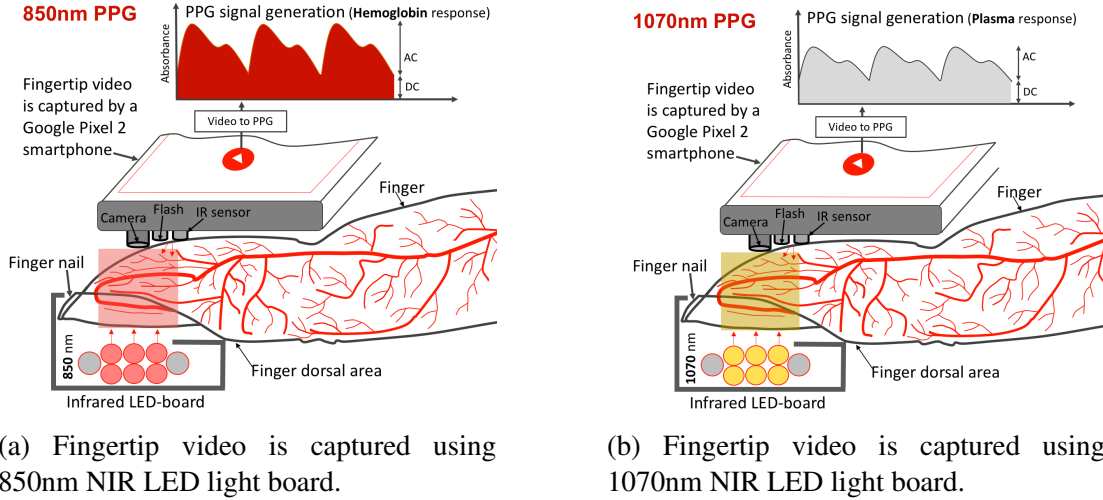 850nm PPG
PPG signal generation (Hemoglobin response)
Absorbance
AC
DC
Fingertip video
is captured by a
Google Pixel 2
smartphone
Video to PPG
Finger
Camera
Flash
IR sensor
Finger nail
850 nm
Finger dorsal area
Infrared LED-board
(a) Fingertip video is captured using
850nm NIR LED light board.
1070nm PPG
PPG signal generation (Plasma response)
Absorbance
AC
DC
Fingertip video
is captured by a
Google Pixel 2
smartphone
Video to PPG
Finger
Camera
Flash
IR sensor
Finger nail
1070 nm
Finger dorsal area
Infrared LED-board
(b) Fingertip video is captured using
1070nm NIR LED light board.